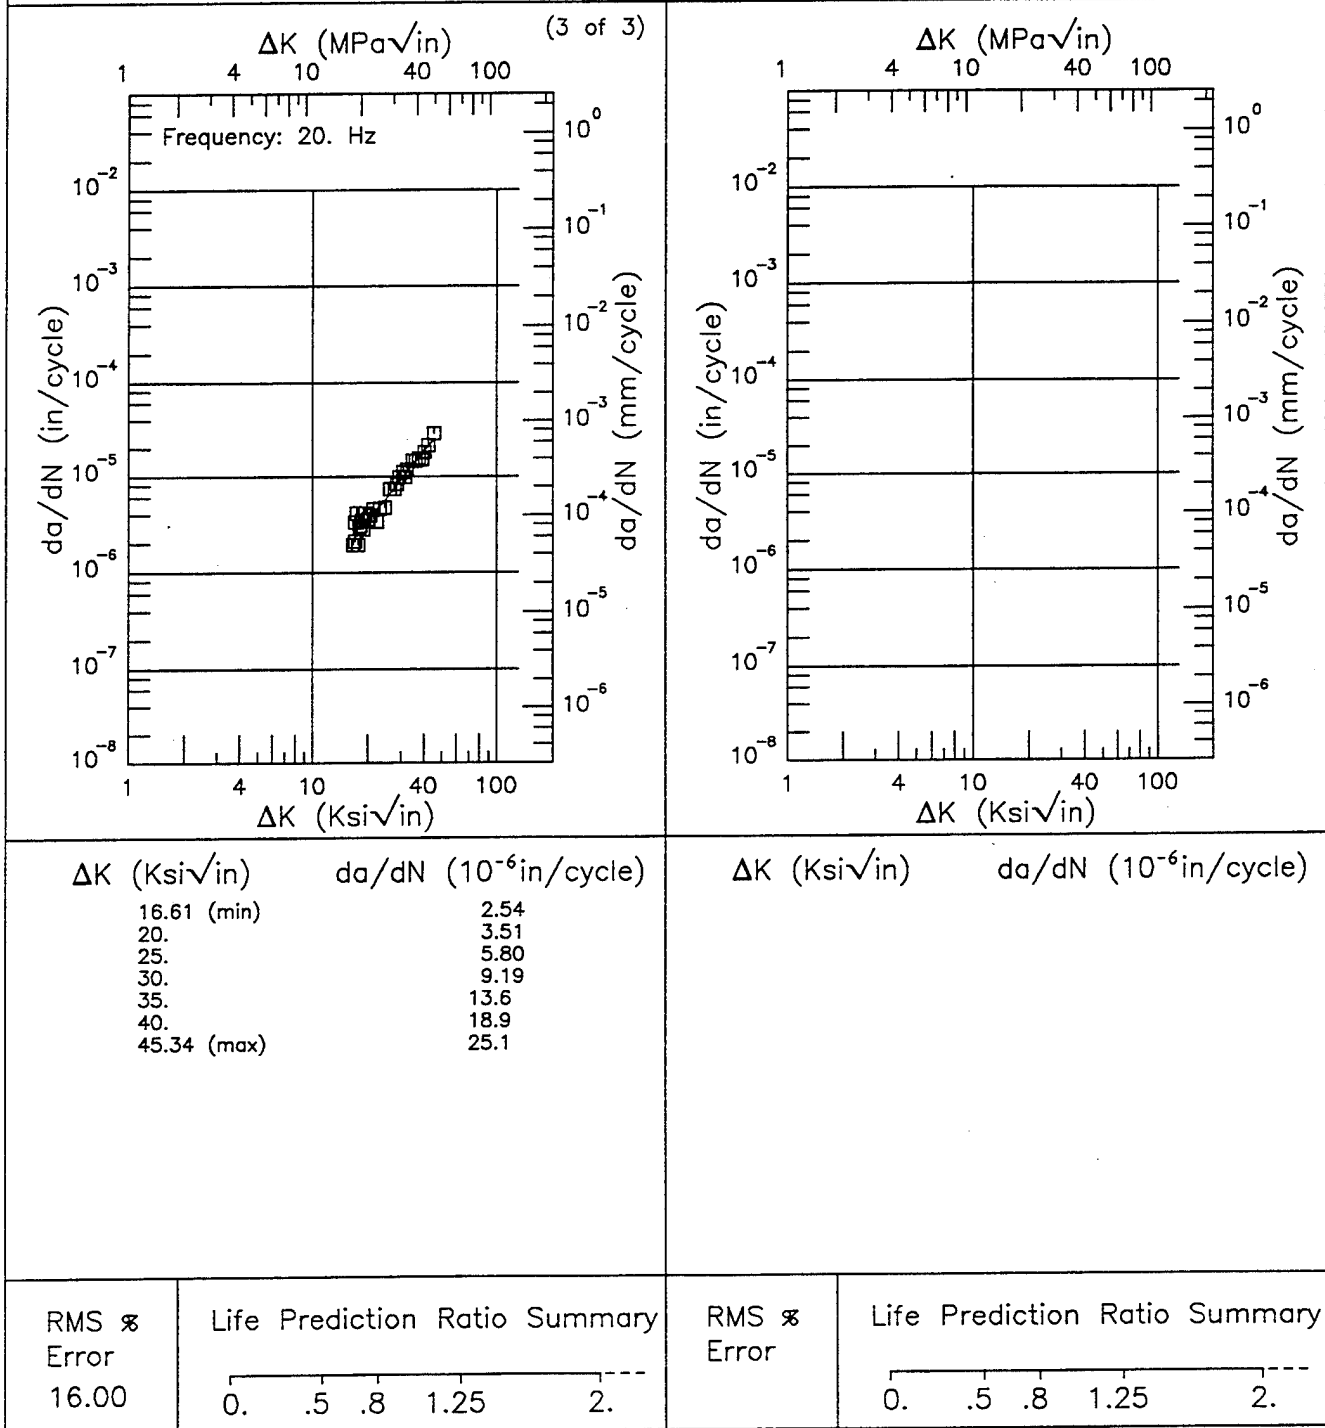 (3 of 3)
ΔK (MPa√in)
1 4 10 40 100
Frequency: 20. Hz
10⁰
10⁻²
10⁻¹
10⁻³
10⁻²
10⁻⁴
10⁻³
10⁻⁵
10⁻⁴
10⁻⁶
10⁻⁵
10⁻⁷
10⁻⁶
10⁻⁸
da/dN (in/cycle)
da/dN (mm/cycle)
1 4 10 40 100
ΔK (Ksi√in)
ΔK (MPa√in)
1 4 10 40 100
10⁰
10⁻²
10⁻¹
10⁻³
10⁻²
10⁻⁴
10⁻³
10⁻⁵
10⁻⁴
10⁻⁶
10⁻⁵
10⁻⁷
10⁻⁶
10⁻⁸
da/dN (in/cycle)
da/dN (mm/cycle)
1 4 10 40 100
ΔK (Ksi√in)
ΔK (Ksi√in) da/dN (10⁻⁶in/cycle)
16.61 (min) 2.54
20. 3.51
25. 5.80
30. 9.19
35. 13.6
40. 18.9
45.34 (max) 25.1
ΔK (Ksi√in) da/dN (10⁻⁶in/cycle)
RMS %
Error
16.00
Life Prediction Ratio Summary
0. .5 .8 1.25 2.
RMS %
Error
Life Prediction Ratio Summary
0. .5 .8 1.25 2.